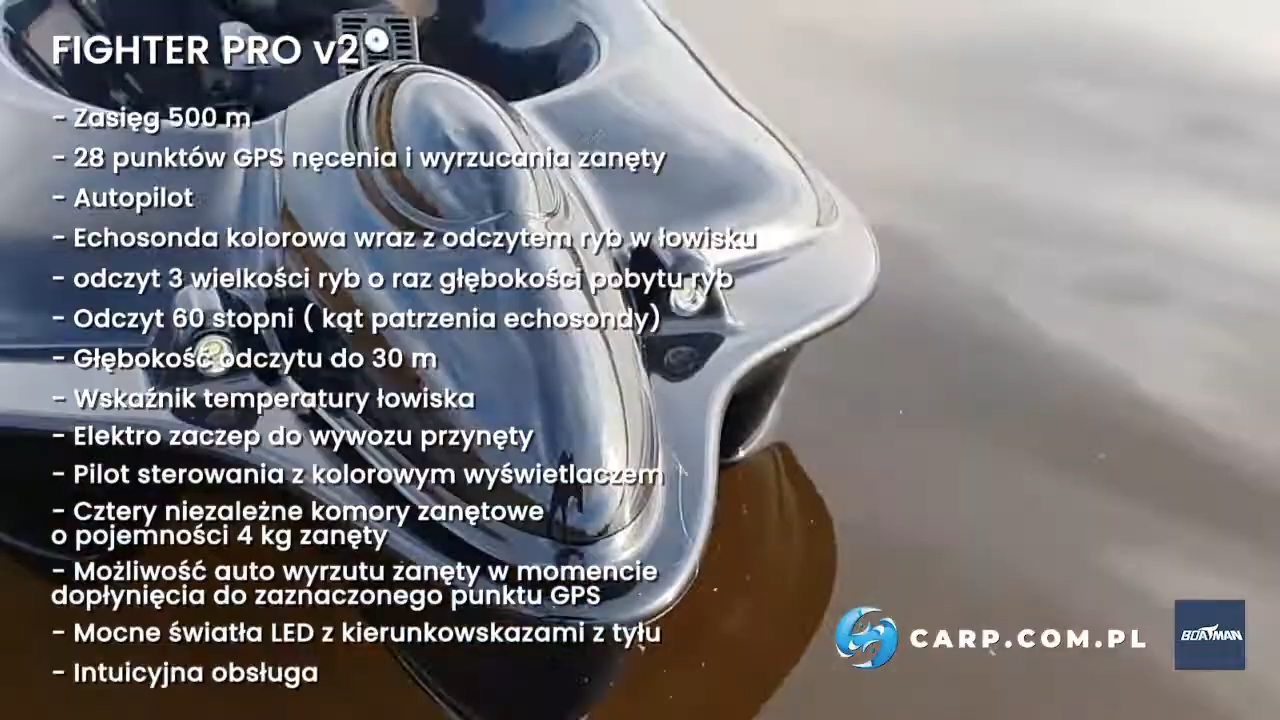 FIGHTER PRO v2
- Zasięg 500 m
- 28 punktów GPS nęcenia i wyrzucania zanęty
- Autopilot
- Echosonda kolorowa wraz z odczytem ryb w łowisku
- odczyt 3 wielkości ryb o raz głębokości pobytu ryb
- Odczyt 60 stopni ( kąt patrzenia echosondy)
- Głębokość odczytu do 30 m
- Wskaźnik temperatury łowiska
- Elektro zaczep do wywozu przynęty
- Pilot sterowania z kolorowym wyświetlaczem
- Cztery niezależne komory zanętowe
o pojemności 4 kg zanęty
- Możliwość auto wyrzutu zanęty w momencie
dopłynięcia do zaznaczonego punktu GPS
- Mocne światła LED z kierunkowskazami z tyłu
- Intuicyjna obsługa
CARP.COM.PL
BOATMAN